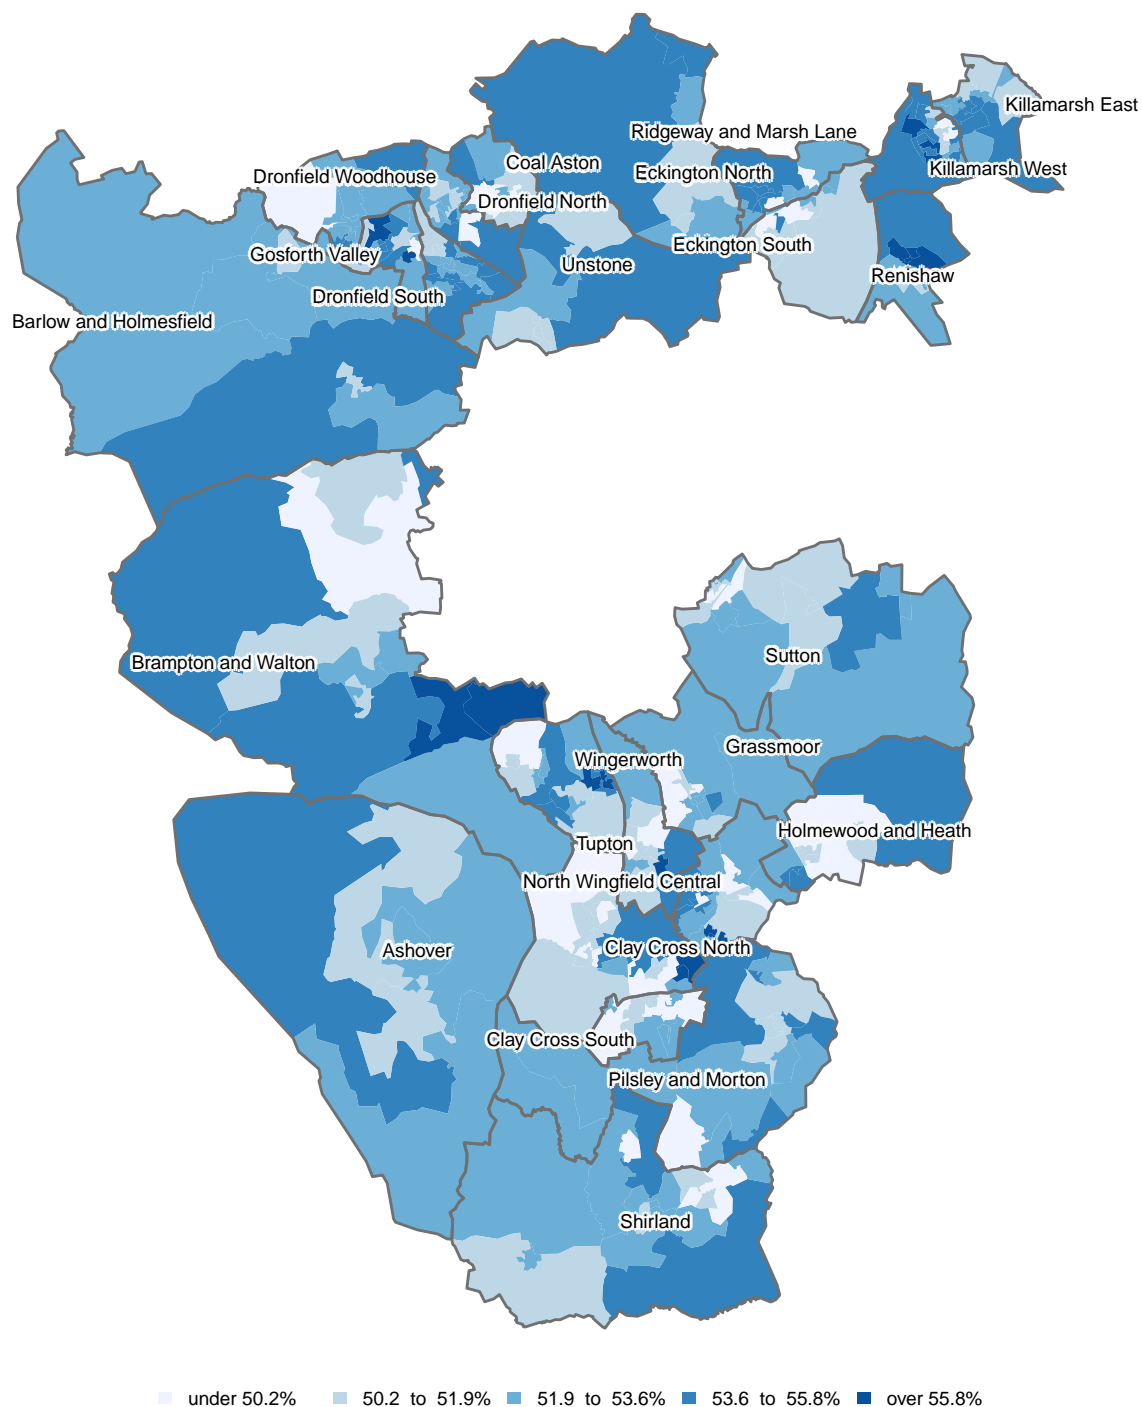 Killamarsh East
Ridgeway and Marsh Lane
Coal Aston
Killamarsh West
Eckington North
Dronfield Woodhouse
Dronfield North
Eckington South
Gosforth Valley
Unstone
Renishaw
Dronfield South
Barlow and Holmesfield
Sutton
Brampton and Walton
Grassmoor
Wingerworth
Holmewood and Heath
Tupton
North Wingfield Central
Clay Cross North
Ashover
Clay Cross South
Pilsley and Morton
Shirland
under 50.2% 50.2 to 51.9% 51.9 to 53.6% 53.6 to 55.8% over 55.8%